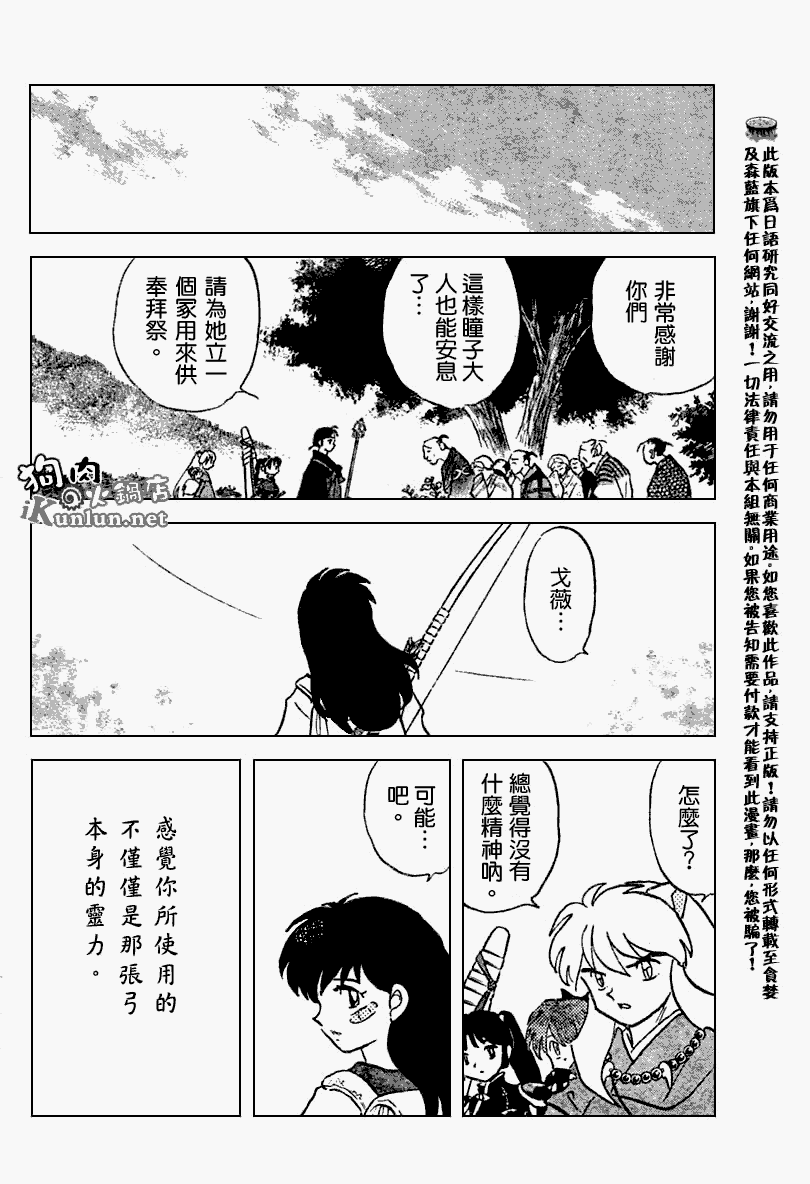 非常感謝
你們
這樣瞳子大
人也能安息
了…
請為她立一
個冢用來供
奉拜祭。
戈薇…
怎麼了?
總覺得沒有
什麼精神吶。
可能…
吧。
感覺你所使用的
不僅僅是那張弓
本身的靈力。
此版本爲日語研究同好交流之用,請勿用于任何商業用途。如您喜歡此作品,請支持正版!請勿以任何形式轉載至貪婪
及森藍旗下任何網站,謝謝!一切法律責任與本組無關。如果您被告知需要付款才能看到此漫畫,那麼,您被騙了!
狗肉
火鍋店
iKunlun.net